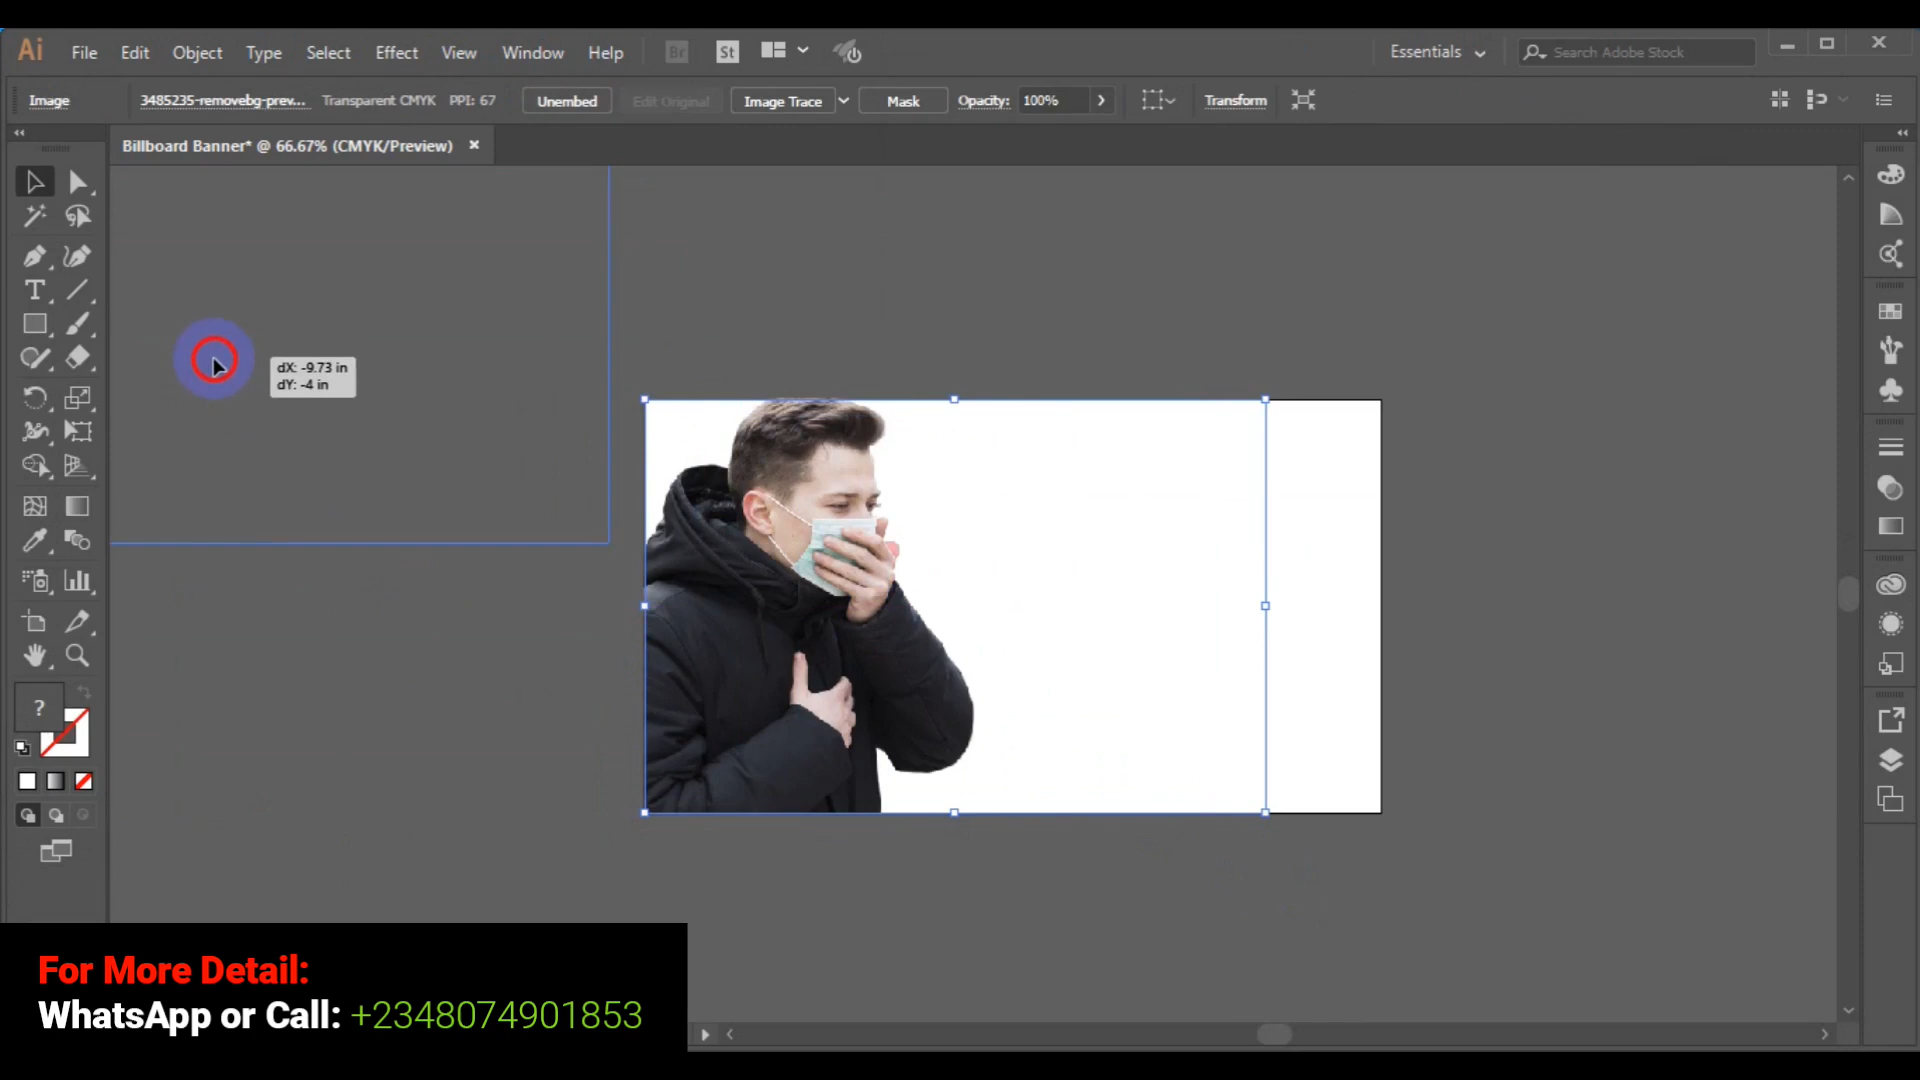 Ai File Edit Object Type Select Effect View Window Help Br St Essentials Search Adobe Stock
Image 3485235-removebg-prev... Transparent CMYK PPI: 67 Unembed Edit Original Image Trace Mask Opacity: 100% Transform
Billboard Banner* @ 66.67% (CMYK/Preview)
dX: -9.73 in
dY: -4 in
T
?
For More Detail:
WhatsApp or Call: +2348074901853